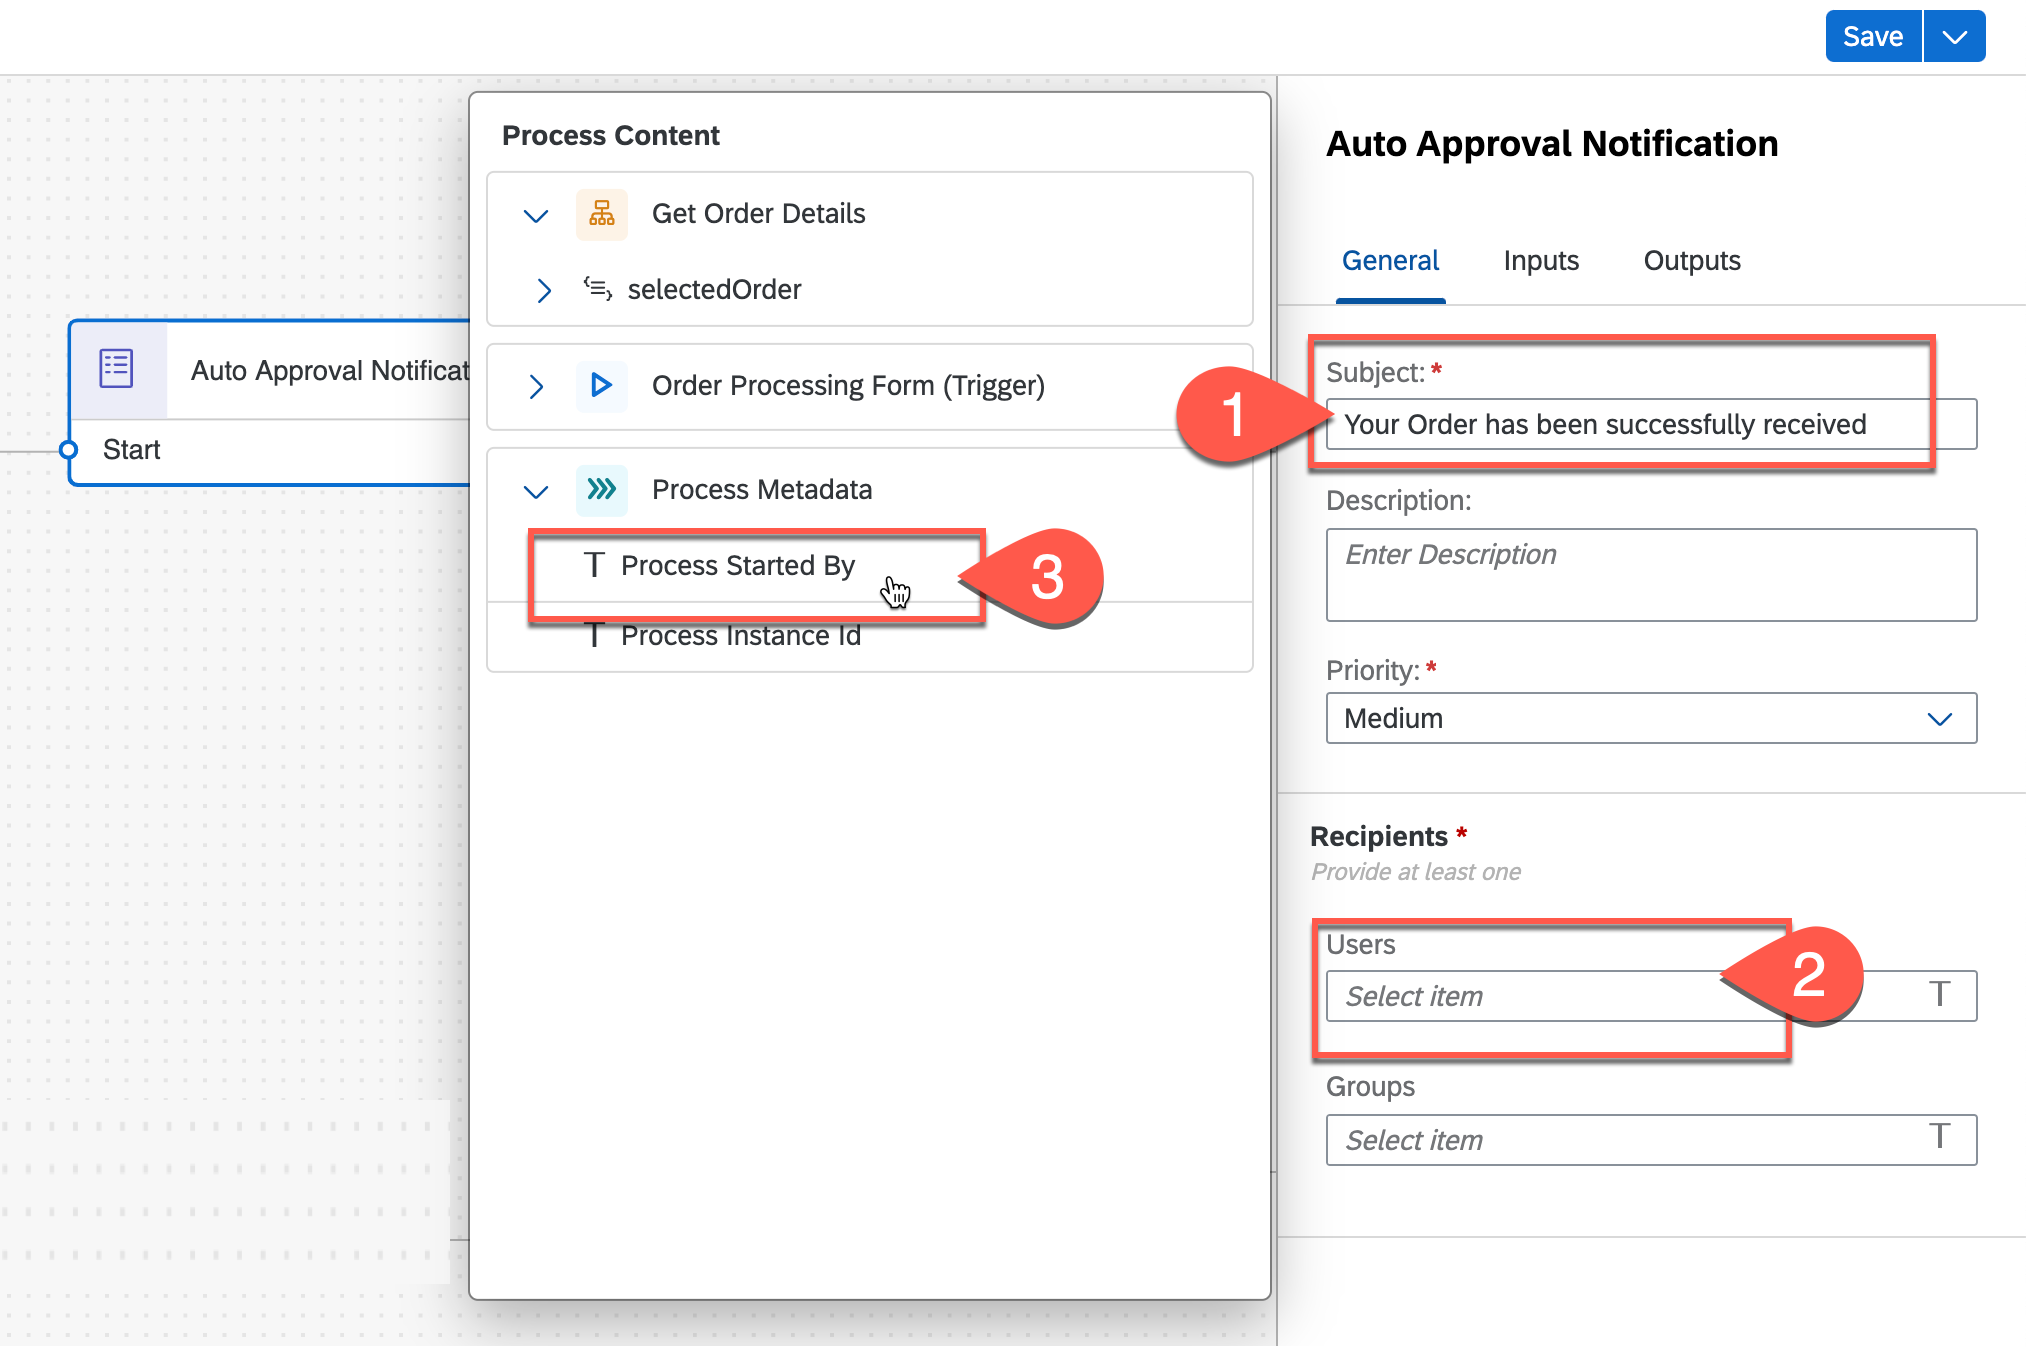 Save
Process Content
Get Order Details
selectedOrder
Order Processing Form (Trigger)
Process Metadata
T Process Started By
3
T Process Instance Id
Auto Approval Notificat
Start
Auto Approval Notification
General Inputs Outputs
Subject: *
1
Your Order has been successfully received
Description:
Enter Description
Priority: *
Medium
Recipients *
Provide at least one
Users
2
Select item T
Groups
Select item T